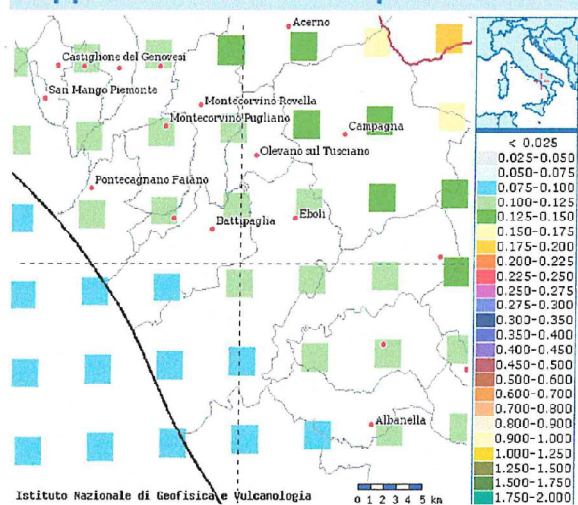 Acerno
Castiglione del Genovesi
San Mango Piemonte
Montecorvino Rovella
Montecorvino Pugliano
Campagna
Olevano sul Tusciano
Pontecagnano Faiano
Battipaglia
Eboli
Albanella
Istituto Nazionale di Geofisica e Vulcanologia
0 1 2 3 4 5 km
< 0.025
0.025-0.050
0.050-0.075
0.075-0.100
0.100-0.125
0.125-0.150
0.150-0.175
0.175-0.200
0.200-0.225
0.225-0.250
0.250-0.275
0.275-0.300
0.300-0.350
0.350-0.400
0.400-0.450
0.450-0.500
0.500-0.600
0.600-0.700
0.700-0.800
0.800-0.900
0.900-1.000
1.000-1.250
1.250-1.500
1.500-1.750
1.750-2.000